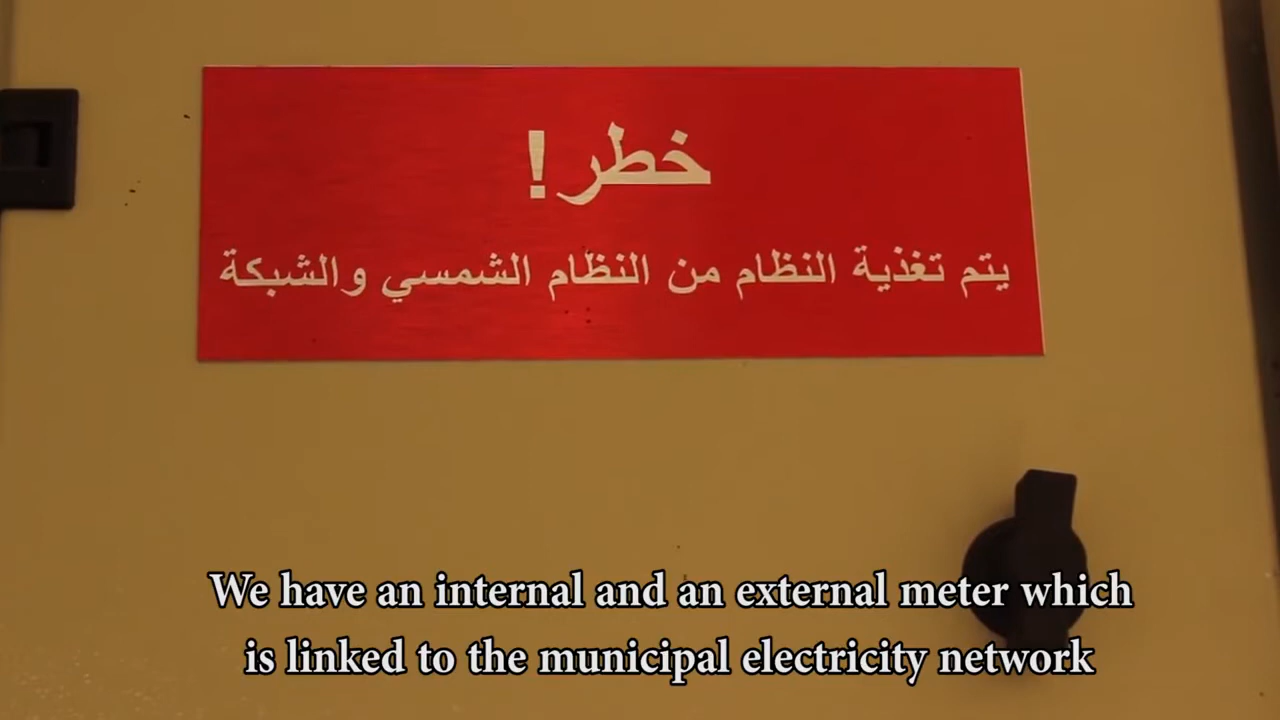 خطر!
يتم تغذية النظام من النظام الشمسي والشبكة
We have an internal and an external meter which
is linked to the municipal electricity network